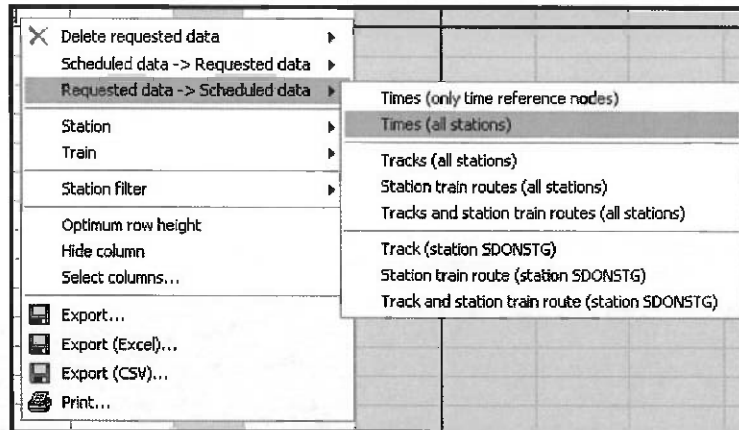 Delete requested data
Scheduled data -> Requested data
Requested data -> Scheduled data
Station
Train
Station filter
Optimum row height
Hide column
Select columns...
Export...
Export (Excel)...
Export (CSV)...
Print...
Times (only time reference nodes)
Times (all stations)
Tracks (all stations)
Station train routes (all stations)
Tracks and station train routes (all stations)
Track (station SDONSTG)
Station train route (station SDONSTG)
Track and station train route (station SDONSTG)